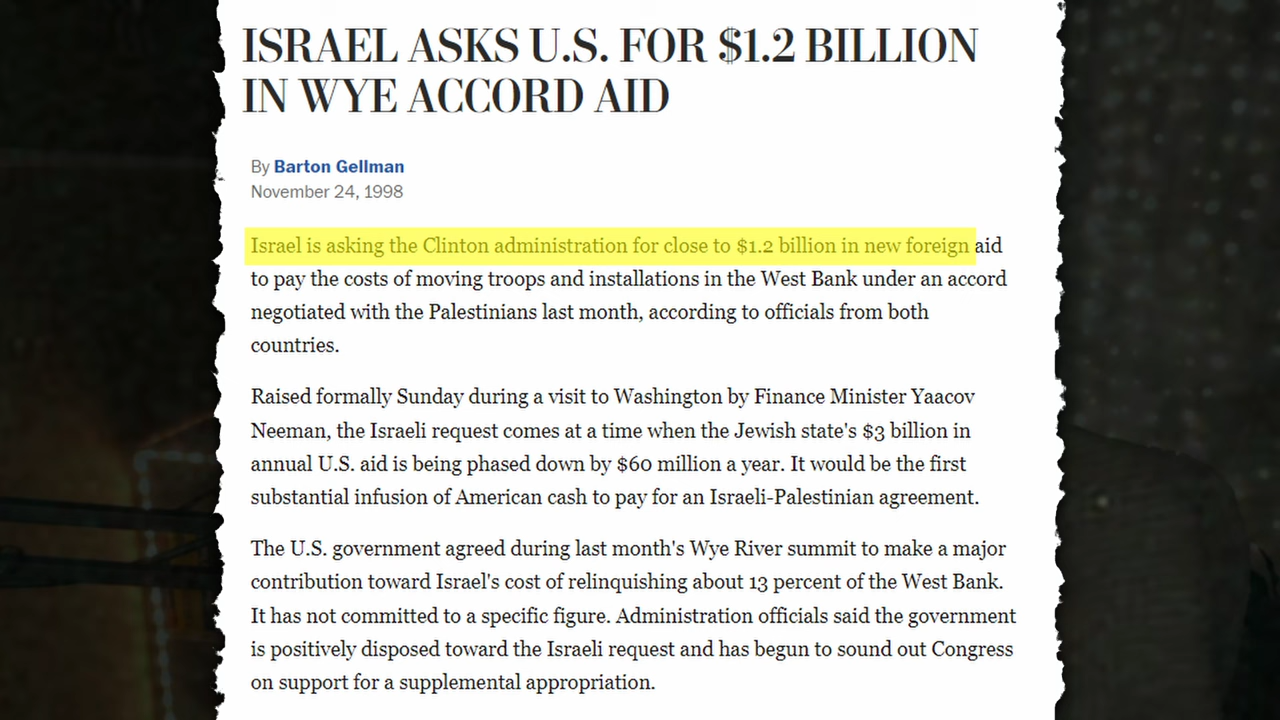 ISRAEL ASKS U.S. FOR $1.2 BILLION
IN WYE ACCORD AID
By Barton Gellman
November 24, 1998
Israel is asking the Clinton administration for close to $1.2 billion in new foreign aid
to pay the costs of moving troops and installations in the West Bank under an accord
negotiated with the Palestinians last month, according to officials from both
countries.
Raised formally Sunday during a visit to Washington by Finance Minister Yaacov
Neeman, the Israeli request comes at a time when the Jewish state's $3 billion in
annual U.S. aid is being phased down by $60 million a year. It would be the first
substantial infusion of American cash to pay for an Israeli-Palestinian agreement.
The U.S. government agreed during last month's Wye River summit to make a major
contribution toward Israel's cost of relinquishing about 13 percent of the West Bank.
It has not committed to a specific figure. Administration officials said the government
is positively disposed toward the Israeli request and has begun to sound out Congress
on support for a supplemental appropriation.